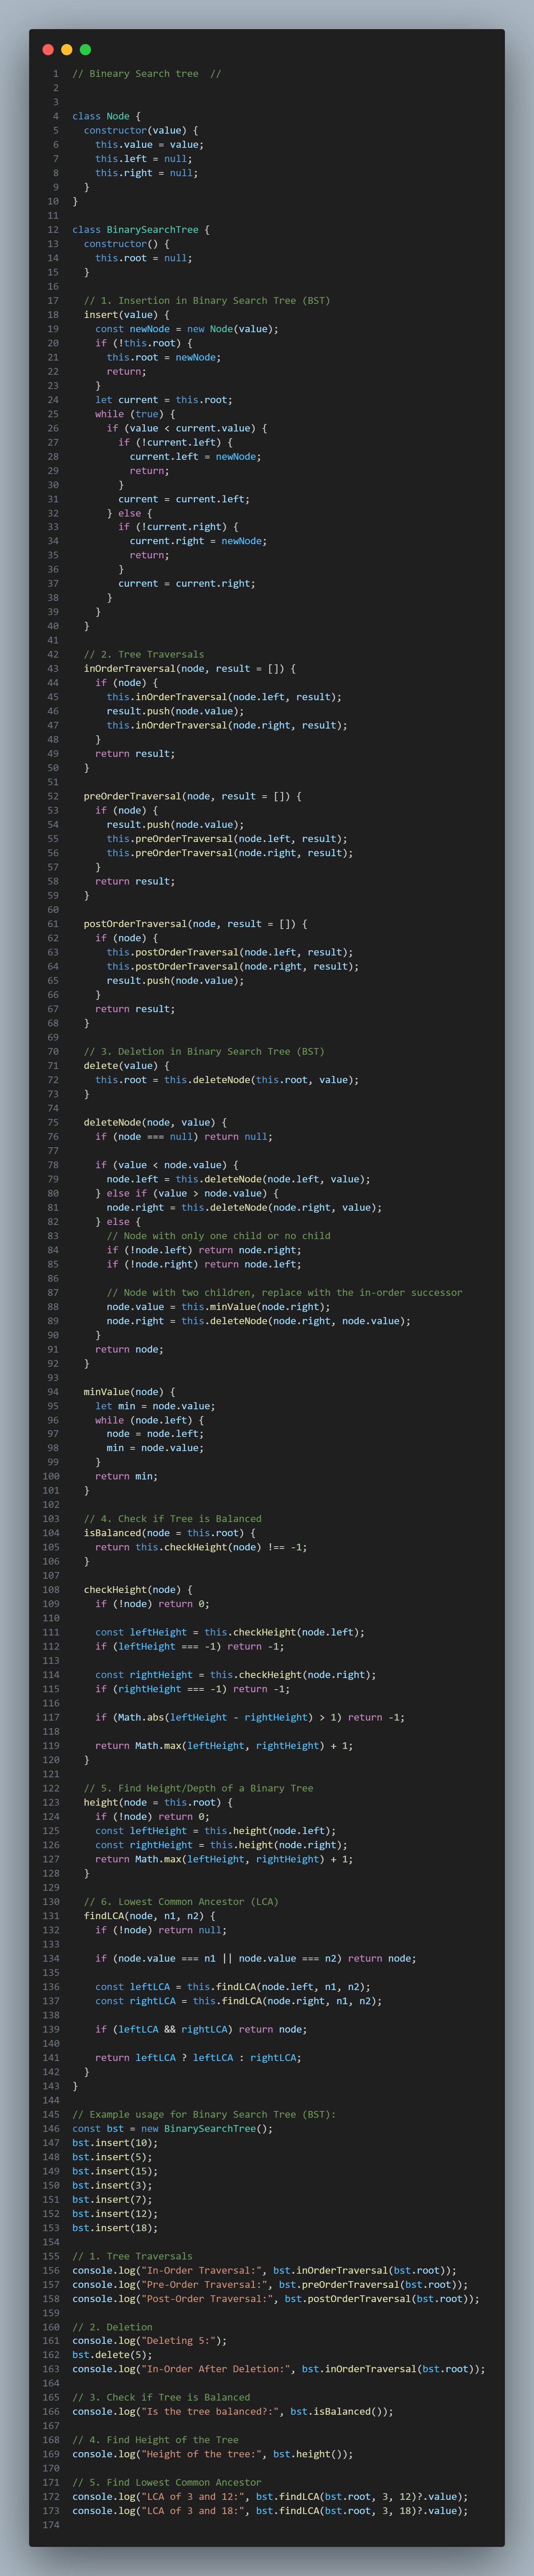 1 // Bineary Search tree  //
2
3
4 class Node {
5   constructor(value) {
6     this.value = value;
7     this.left = null;
8     this.right = null;
9   }
10 }
11
12 class BinarySearchTree {
13   constructor() {
14     this.root = null;
15   }
16
17   // 1. Insertion in Binary Search Tree (BST)
18   insert(value) {
19     const newNode = new Node(value);
20     if (!this.root) {
21       this.root = newNode;
22       return;
23     }
24     let current = this.root;
25     while (true) {
26       if (value < current.value) {
27         if (!current.left) {
28           current.left = newNode;
29           return;
30         }
31         current = current.left;
32       } else {
33         if (!current.right) {
34           current.right = newNode;
35           return;
36         }
37         current = current.right;
38       }
39     }
40   }
41
42   // 2. Tree Traversals
43   inOrderTraversal(node, result = []) {
44     if (node) {
45       this.inOrderTraversal(node.left, result);
46       result.push(node.value);
47       this.inOrderTraversal(node.right, result);
48     }
49     return result;
50   }
51
52   preOrderTraversal(node, result = []) {
53     if (node) {
54       result.push(node.value);
55       this.preOrderTraversal(node.left, result);
56       this.preOrderTraversal(node.right, result);
57     }
58     return result;
59   }
60
61   postOrderTraversal(node, result = []) {
62     if (node) {
63       this.postOrderTraversal(node.left, result);
64       this.postOrderTraversal(node.right, result);
65       result.push(node.value);
66     }
67     return result;
68   }
69
70   // 3. Deletion in Binary Search Tree (BST)
71   delete(value) {
72     this.root = this.deleteNode(this.root, value);
73   }
74
75   deleteNode(node, value) {
76     if (node === null) return null;
77
78     if (value < node.value) {
79       node.left = this.deleteNode(node.left, value);
80     } else if (value > node.value) {
81       node.right = this.deleteNode(node.right, value);
82     } else {
83       // Node with only one child or no child
84       if (!node.left) return node.right;
85       if (!node.right) return node.left;
86
87       // Node with two children, replace with the in-order successor
88       node.value = this.minValue(node.right);
89       node.right = this.deleteNode(node.right, node.value);
90     }
91     return node;
92   }
93
94   minValue(node) {
95     let min = node.value;
96     while (node.left) {
97       node = node.left;
98       min = node.value;
99     }
100     return min;
101   }
102
103   // 4. Check if Tree is Balanced
104   isBalanced(node = this.root) {
105     return this.checkHeight(node) !== -1;
106   }
107
108   checkHeight(node) {
109     if (!node) return 0;
110
111     const leftHeight = this.checkHeight(node.left);
112     if (leftHeight === -1) return -1;
113
114     const rightHeight = this.checkHeight(node.right);
115     if (rightHeight === -1) return -1;
116
117     if (Math.abs(leftHeight - rightHeight) > 1) return -1;
118
119     return Math.max(leftHeight, rightHeight) + 1;
120   }
121
122   // 5. Find Height/Depth of a Binary Tree
123   height(node = this.root) {
124     if (!node) return 0;
125     const leftHeight = this.height(node.left);
126     const rightHeight = this.height(node.right);
127     return Math.max(leftHeight, rightHeight) + 1;
128   }
129
130   // 6. Lowest Common Ancestor (LCA)
131   findLCA(node, n1, n2) {
132     if (!node) return null;
133
134     if (node.value === n1 || node.value === n2) return node;
135
136     const leftLCA = this.findLCA(node.left, n1, n2);
137     const rightLCA = this.findLCA(node.right, n1, n2);
138
139     if (leftLCA && rightLCA) return node;
140
141     return leftLCA ? leftLCA : rightLCA;
142   }
143 }
144
145 // Example usage for Binary Search Tree (BST):
146 const bst = new BinarySearchTree();
147 bst.insert(10);
148 bst.insert(5);
149 bst.insert(15);
150 bst.insert(3);
151 bst.insert(7);
152 bst.insert(12);
153 bst.insert(18);
154
155 // 1. Tree Traversals
156 console.log("In-Order Traversal:", bst.inOrderTraversal(bst.root));
157 console.log("Pre-Order Traversal:", bst.preOrderTraversal(bst.root));
158 console.log("Post-Order Traversal:", bst.postOrderTraversal(bst.root));
159
160 // 2. Deletion
161 console.log("Deleting 5:");
162 bst.delete(5);
163 console.log("In-Order After Deletion:", bst.inOrderTraversal(bst.root));
164
165 // 3. Check if Tree is Balanced
166 console.log("Is the tree balanced?:", bst.isBalanced());
167
168 // 4. Find Height of the Tree
169 console.log("Height of the tree:", bst.height());
170
171 // 5. Find Lowest Common Ancestor
172 console.log("LCA of 3 and 12:", bst.findLCA(bst.root, 3, 12)?.value);
173 console.log("LCA of 3 and 18:", bst.findLCA(bst.root, 3, 18)?.value);
174